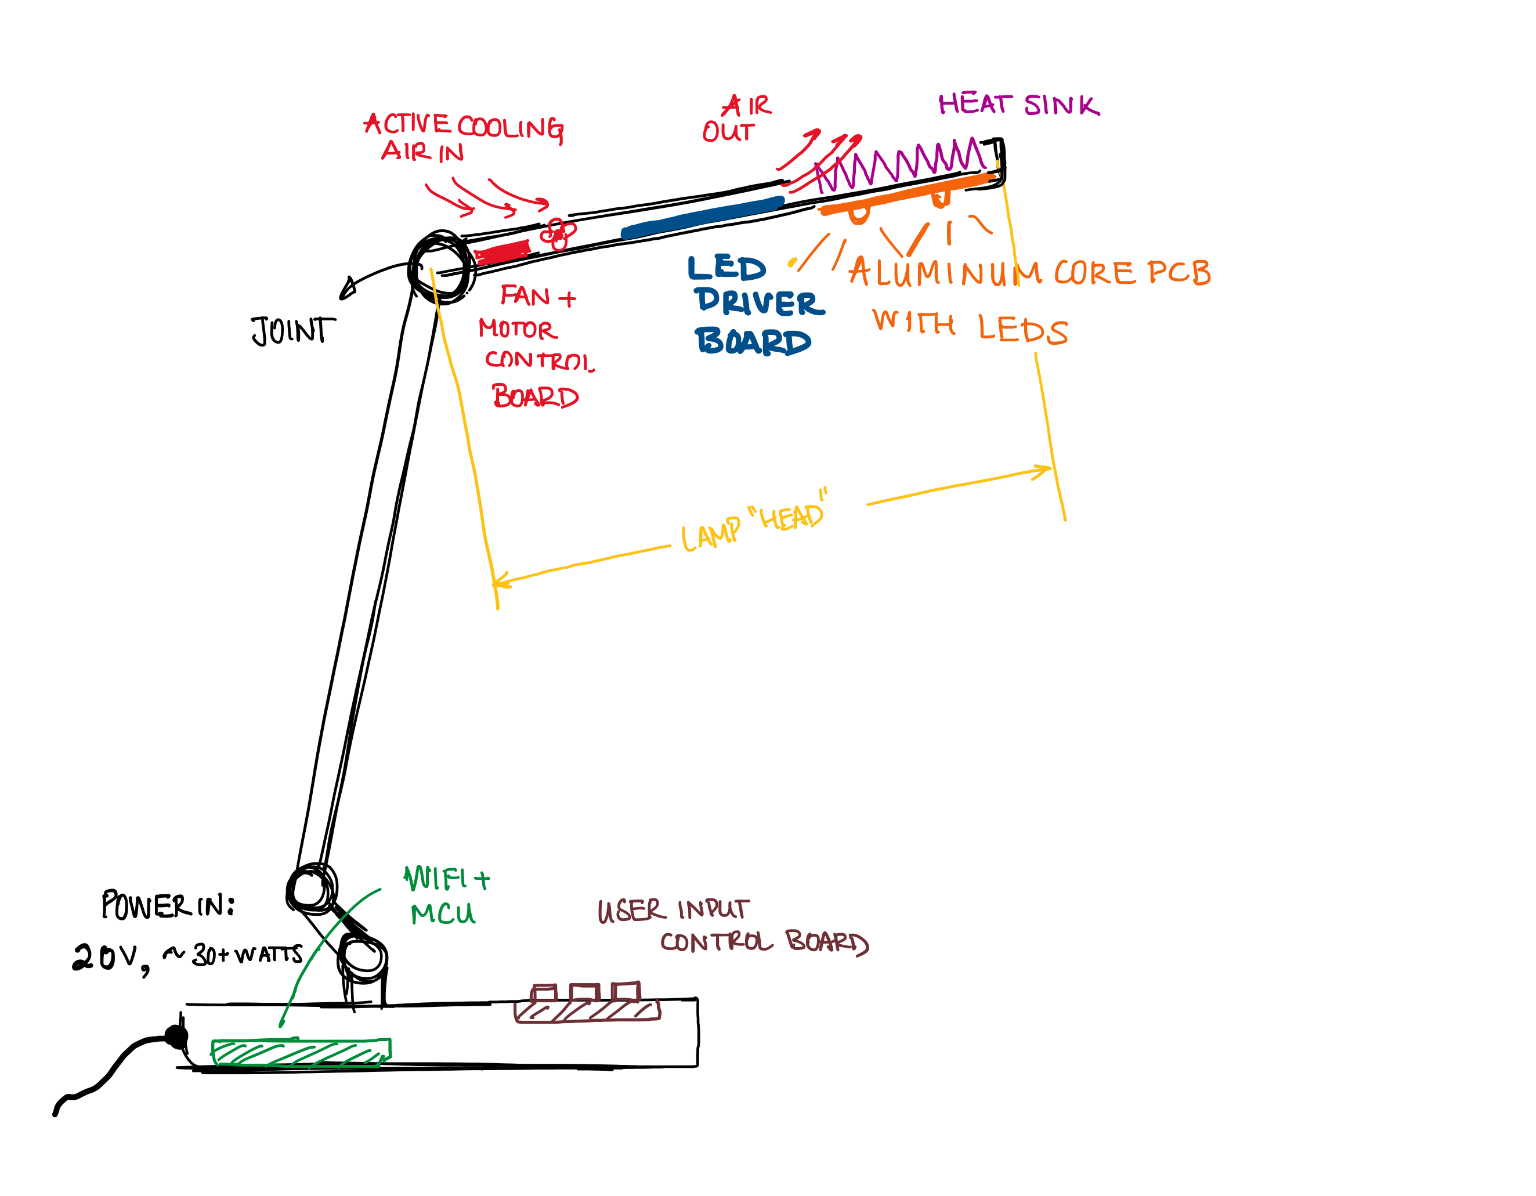 ACTIVE COOLING
AIR IN
AIR
OUT
HEAT SINK
JOINT
FAN +
MOTOR
CONTROL
BOARD
LED
DRIVER
BOARD
ALUMINUM CORE PCB
WITH LEDS
LAMP "HEAD"
POWER IN:
20V, ~30+ WATTS
WIFI +
MCU
USER INPUT
CONTROL BOARD